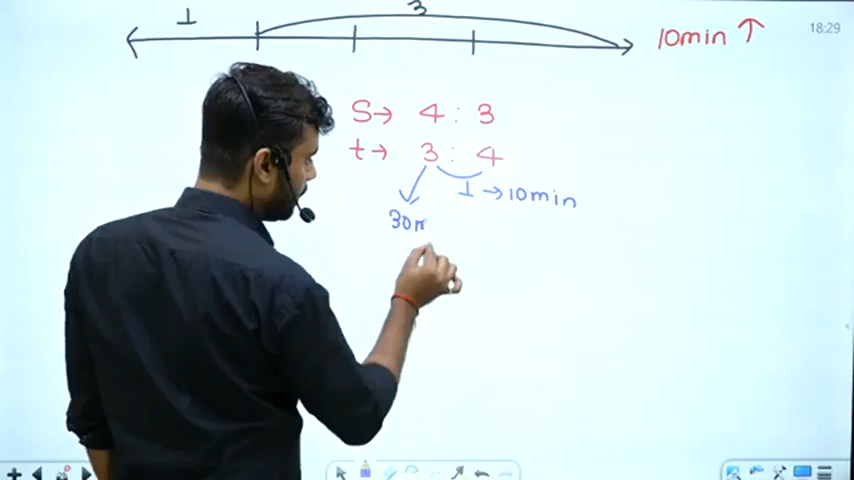 1 3
10min ↑
18:29
S→ 4 : 3
t→ 3 : 4
1 →10min
30m